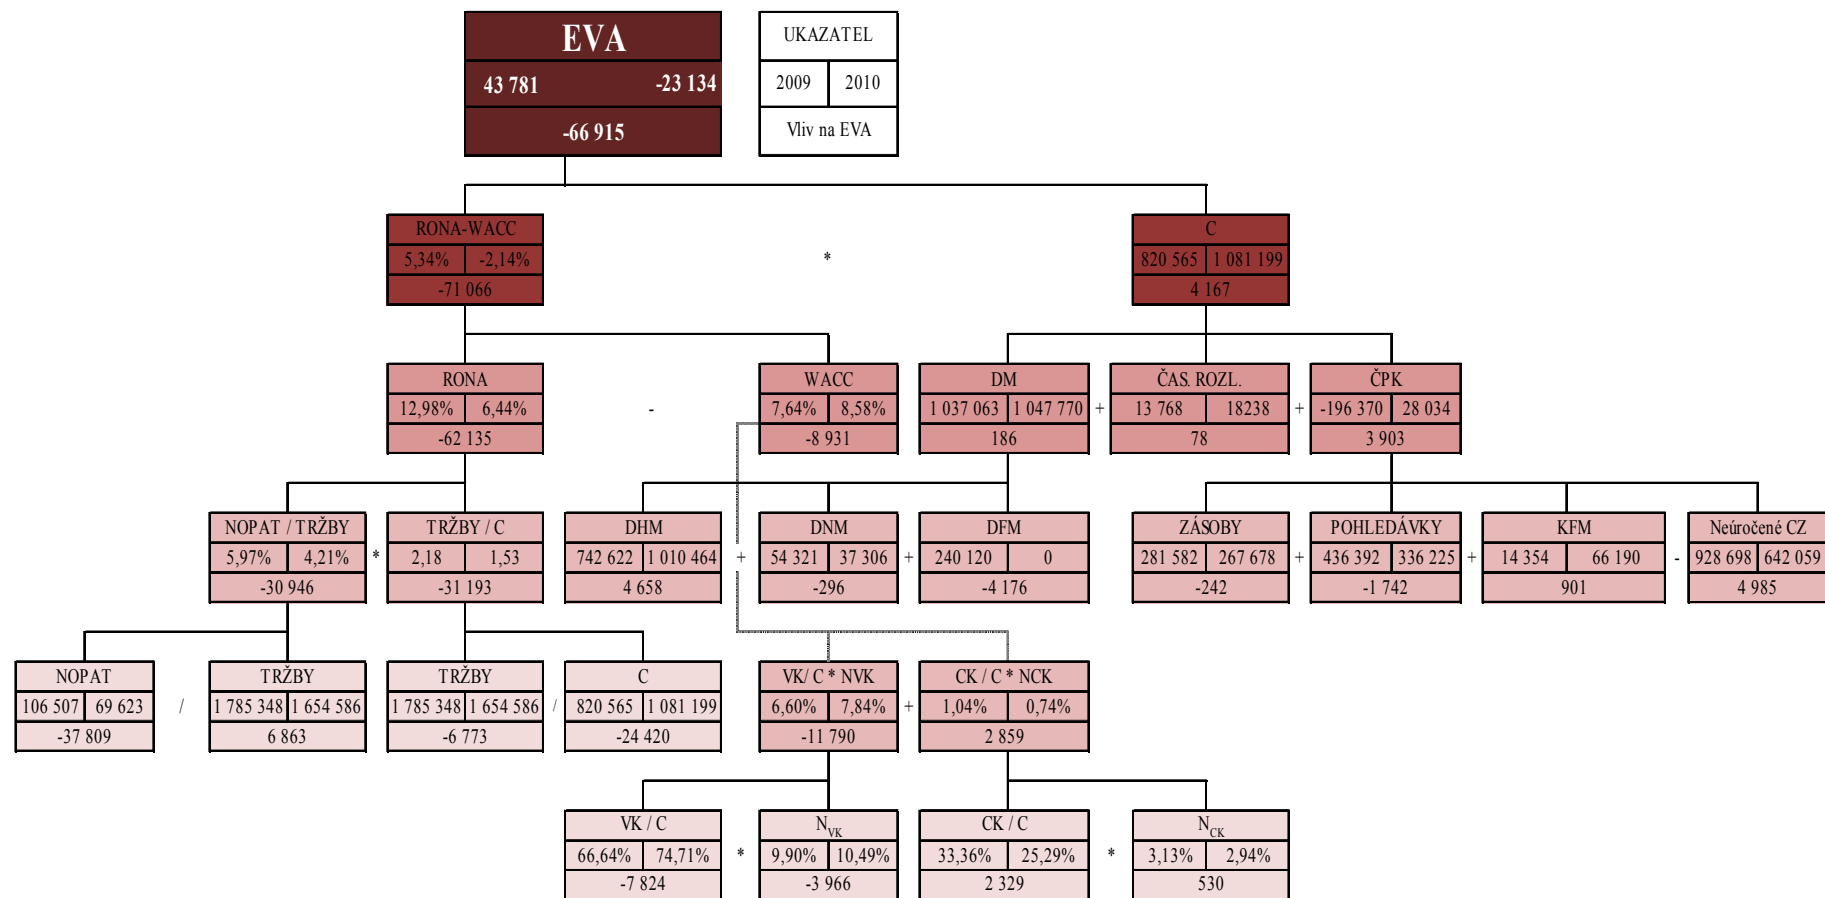 EVA
43 781 -23 134
-66 915
UKAZATEL
2009 2010
Vliv na EVA
RONA-WACC
5,34% -2,14%
-71 066
*
C
820 565 1 081 199
4 167
RONA
12,98% 6,44%
-62 135
-
WACC
7,64% 8,58%
-8 931
DM
1 037 063 1 047 770
186
+
ČAS. ROZL.
13 768 18238
78
+
ČPK
-196 370 28 034
3 903
NOPAT / TRŽBY
5,97% 4,21%
-30 946
*
TRŽBY / C
2,18 1,53
-31 193
DHM
742 622 1 010 464
4 658
+
DNM
54 321 37 306
-296
+
DFM
240 120 0
-4 176
ZÁSOBY
281 582 267 678
-242
+
POHLEDÁVKY
436 392 336 225
-1 742
+
KFM
14 354 66 190
901
-
Neúročené CZ
928 698 642 059
4 985
NOPAT
106 507 69 623
-37 809
/
TRŽBY
1 785 348 1 654 586
6 863
TRŽBY
1 785 348 1 654 586
-6 773
/
C
820 565 1 081 199
-24 420
VK/ C * NVK
6,60% 7,84%
-11 790
+
CK / C * NCK
1,04% 0,74%
2 859
VK / C
66,64% 74,71%
-7 824
*
N_VK
9,90% 10,49%
-3 966
CK / C
33,36% 25,29%
2 329
*
N_CK
3,13% 2,94%
530